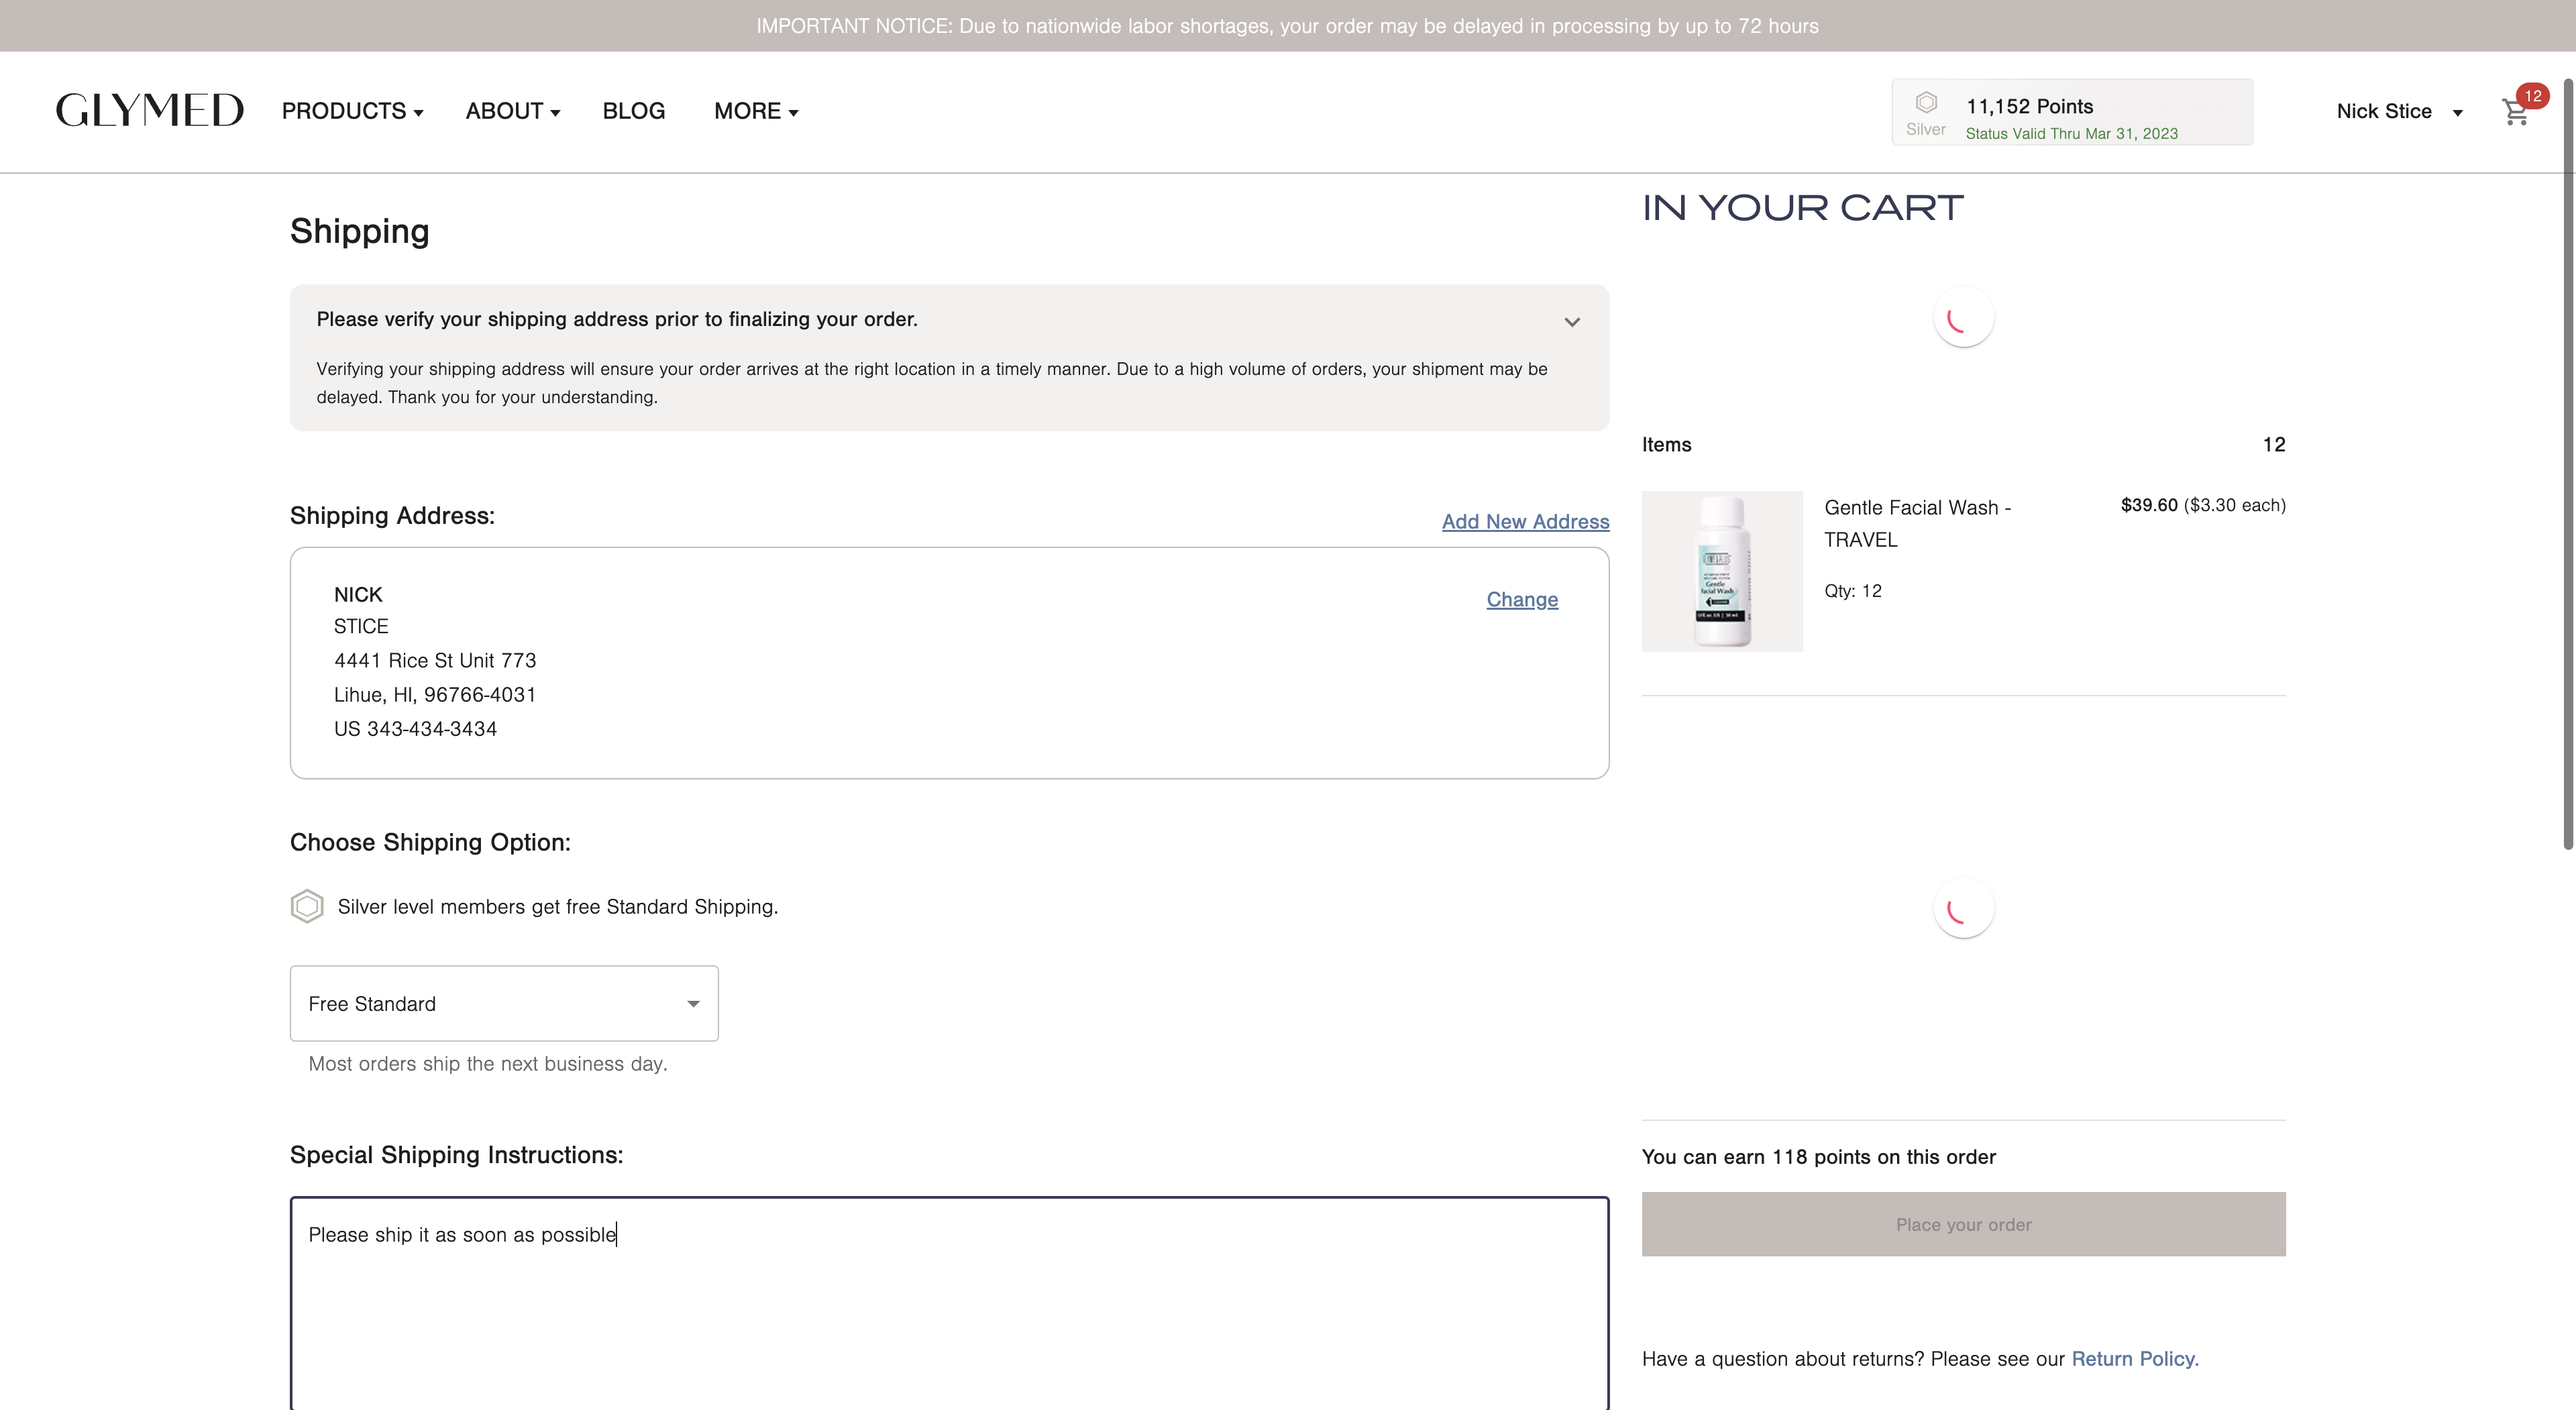 IMPORTANT NOTICE: Due to nationwide labor shortages, your order may be delayed in processing by up to 72 hours
GLYMED
PRODUCTS
ABOUT
BLOG
MORE
Silver
11,152 Points
Status Valid Thru Mar 31, 2023
Nick Stice
12
Shipping
Please verify your shipping address prior to finalizing your order.
Verifying your shipping address will ensure your order arrives at the right location in a timely manner. Due to a high volume of orders, your shipment may be
delayed. Thank you for your understanding.
Shipping Address:
Add New Address
NICK
Change
STICE
4441 Rice St Unit 773
Lihue, HI, 96766-4031
US 343-434-3434
Choose Shipping Option:
Silver level members get free Standard Shipping.
Free Standard
Most orders ship the next business day.
Special Shipping Instructions:
Please ship it as soon as possible
IN YOUR CART
Items
12
Gentle
Facial Wash
Gentle Facial Wash -
TRAVEL
$39.60 ($3.30 each)
Qty: 12
You can earn 118 points on this order
Place your order
Have a question about returns? Please see our Return Policy.